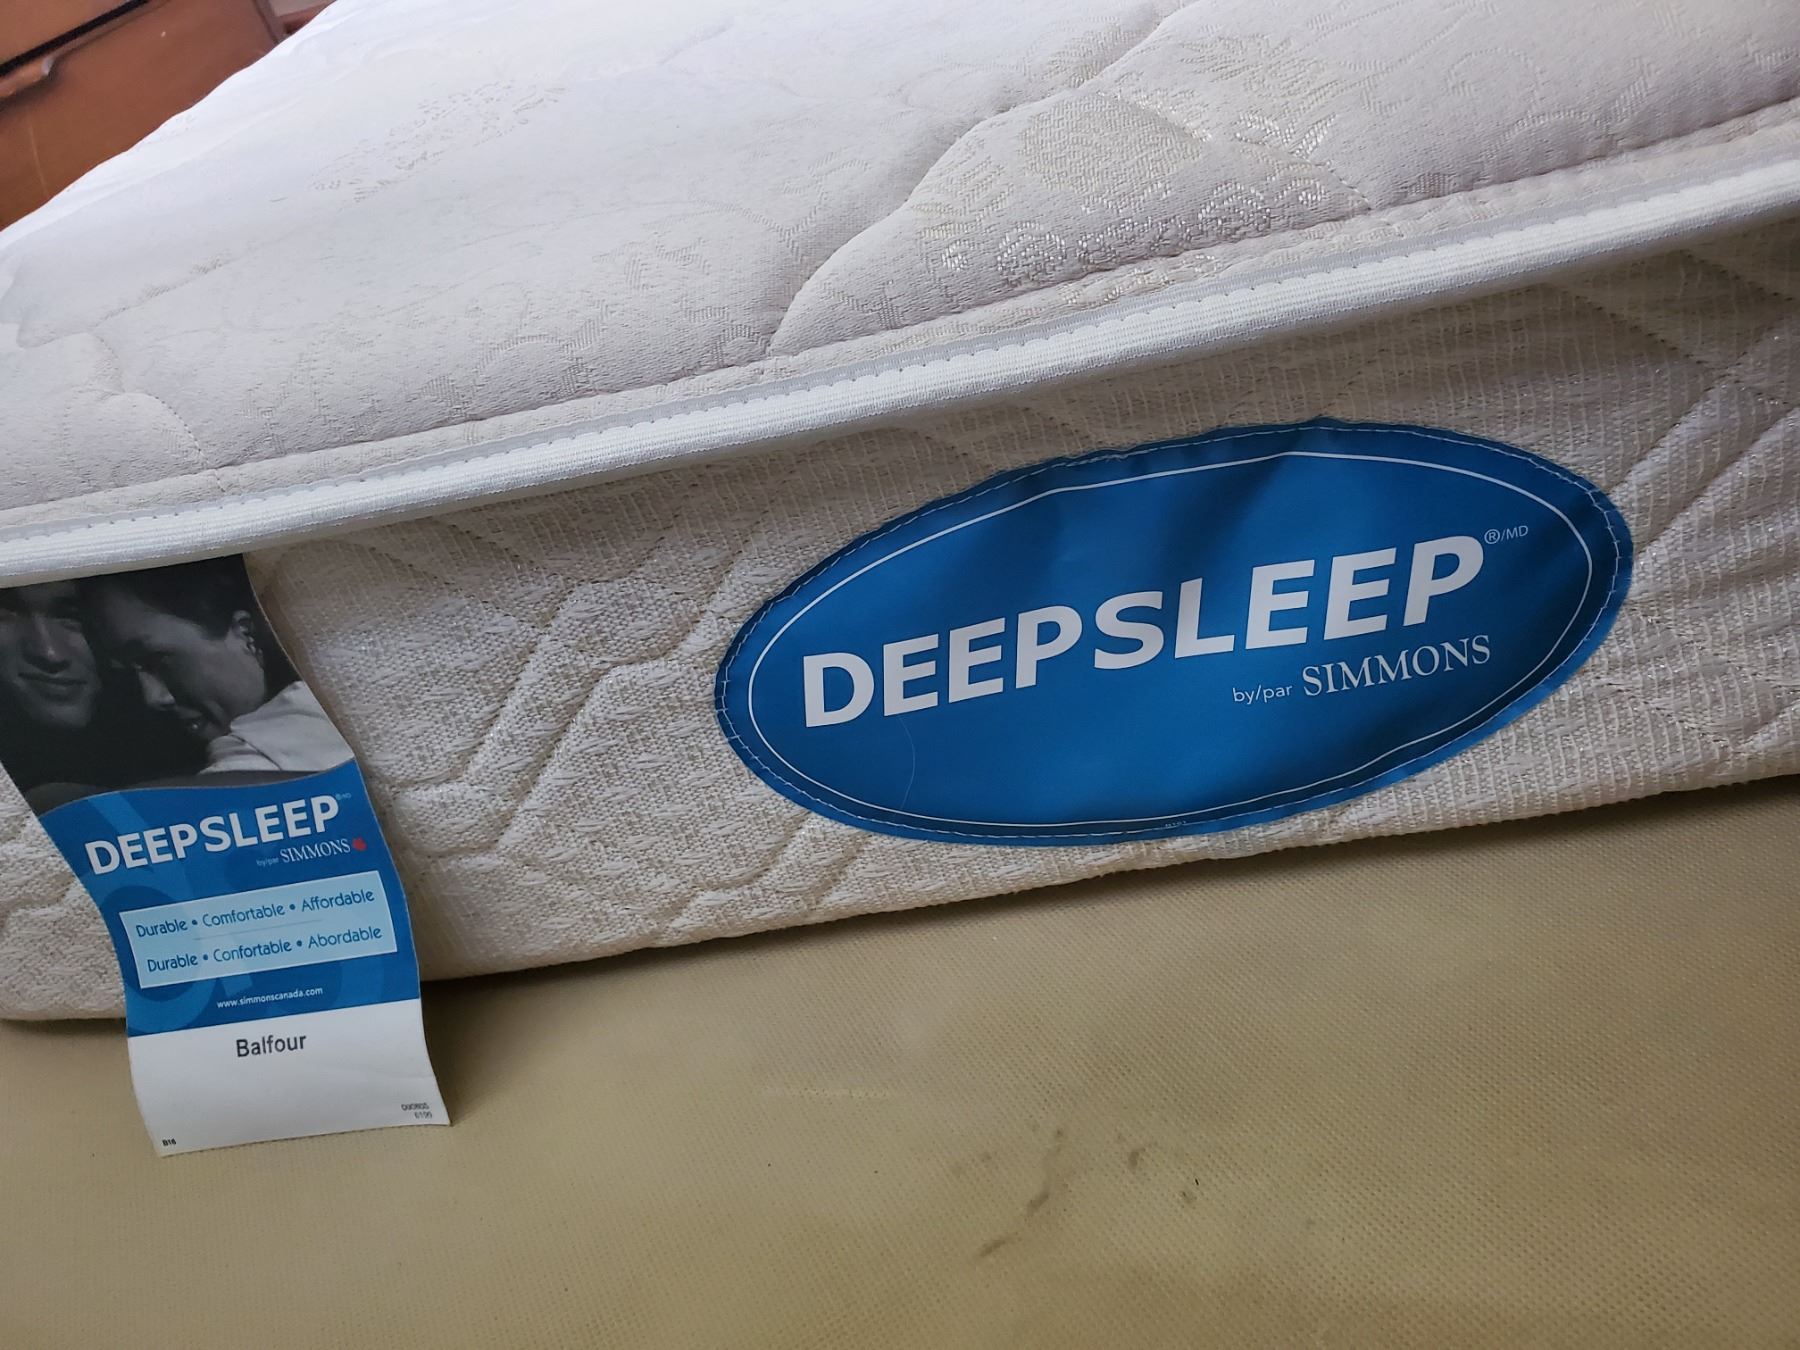 DEEPSLEEP ®/MD
by/par SIMMONS
DEEPSLEEP
by/par SIMMONS
Durable • Comfortable • Affordable
Durable • Confortable • Abordable
www.simmonscanada.com
Balfour
B16